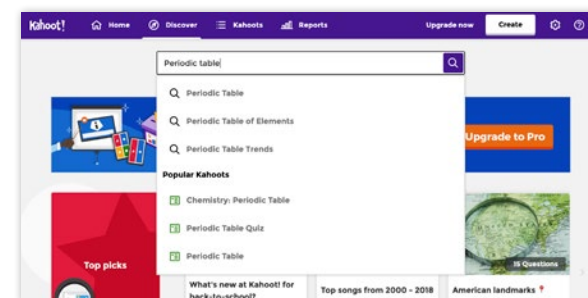 Kahoot! Home Discover Kahoots Reports Upgrade now Create
Periodic table
Periodic Table
Periodic Table of Elements
Periodic Table Trends
Popular Kahoots
Chemistry: Periodic Table
Periodic Table Quiz
Periodic Table
Upgrade to Pro
Top picks
15 Questions
What's new at Kahoot! for
back-to-school?
Top songs from 2000 - 2018
American landmarks